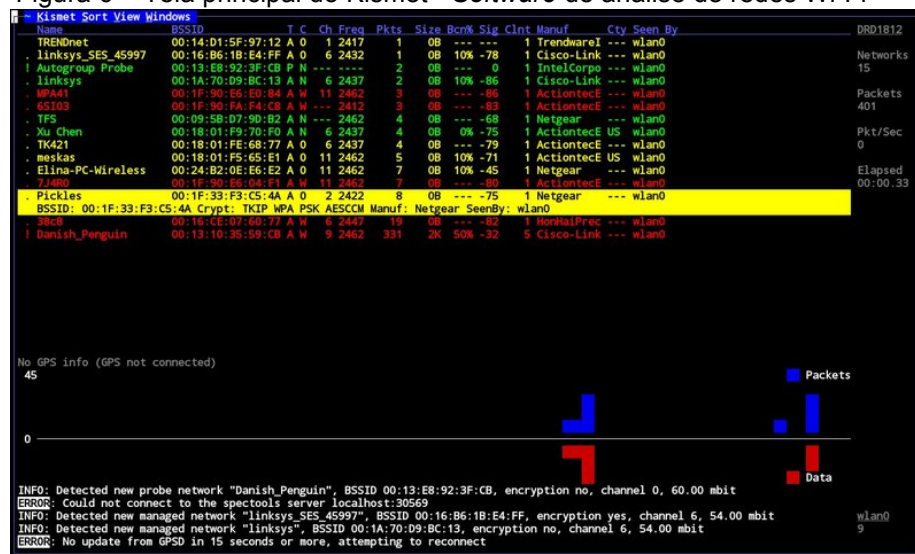 Figura 8 - Tela principal do Kismet - Software de análise de redes Wi-Fi
~ Kismet Sort View Windows
Name BSSID T C Ch Freq Pkts Size Bcn% Sig Clnt Manuf Cty Seen By
TRENDnet 00:14:D1:5F:97:12 A O 1 2417 1 0B --- --- 1 TrendwareI --- wlan0
. linksys_SES_45997 00:16:B6:1B:E4:FF A O 6 2432 1 0B 10% -78 1 Cisco-Link --- wlan0
! Autogroup Probe 00:13:E8:92:3F:CB P N --- ---- 2 0B --- 0 1 IntelCorpo --- wlan0
. linksys 00:1A:70:D9:BC:13 A N 6 2437 2 0B 10% -86 1 Cisco-Link --- wlan0
. WPA41 00:1F:90:E6:E0:84 A W 11 2462 3 0B --- -86 1 ActiontecE --- wlan0
. 6SI03 00:1F:90:FA:F4:C8 A W --- 2412 3 0B --- -83 1 ActiontecE --- wlan0
. TFS 00:09:5B:D7:9D:B2 A N --- 2462 4 0B --- -68 1 Netgear --- wlan0
. Xu Chen 00:18:01:F9:70:F0 A N 6 2437 4 0B 0% -75 1 ActiontecE US wlan0
. TK421 00:18:01:FE:68:77 A O 6 2437 4 0B --- -79 1 ActiontecE --- wlan0
. meskas 00:18:01:F5:65:E1 A O 11 2462 5 0B 10% -71 1 ActiontecE US wlan0
. Elina-PC-Wireless 00:24:B2:0E:E6:E2 A O 11 2462 7 0B 10% -45 1 Netgear --- wlan0
. 7J4R0 00:1F:90:E6:04:F1 A W 11 2462 7 0B --- -80 1 ActiontecE --- wlan0
. Pickles 00:1F:33:F3:C5:4A A O 2 2422 8 0B --- -75 1 Netgear --- wlan0
BSSID: 00:1F:33:F3:C5:4A Crypt: TKIP WPA PSK AESCCM Manuf: Netgear SeenBy: wlan0
. 3Bc8 00:16:CE:07:60:77 A W 6 2447 19 0B --- -82 1 HonHaiPrec --- wlan0
! Danish_Penguin 00:13:10:35:59:CB A W 9 2462 331 2K 50% -32 5 Cisco-Link --- wlan0
DRD1812
Networks
15
Packets
401
Pkt/Sec
0
Elapsed
00:00.33
No GPS info (GPS not connected)
45
Packets
0
Data
INFO: Detected new probe network "Danish_Penguin", BSSID 00:13:E8:92:3F:CB, encryption no, channel 0, 60.00 mbit
ERROR: Could not connect to the spectools server localhost:30569
INFO: Detected new managed network "linksys_SES_45997", BSSID 00:16:B6:1B:E4:FF, encryption yes, channel 6, 54.00 mbit
INFO: Detected new managed network "linksys", BSSID 00:1A:70:D9:BC:13, encryption no, channel 6, 54.00 mbit
ERROR: No update from GPSD in 15 seconds or more, attempting to reconnect
wlan0
9